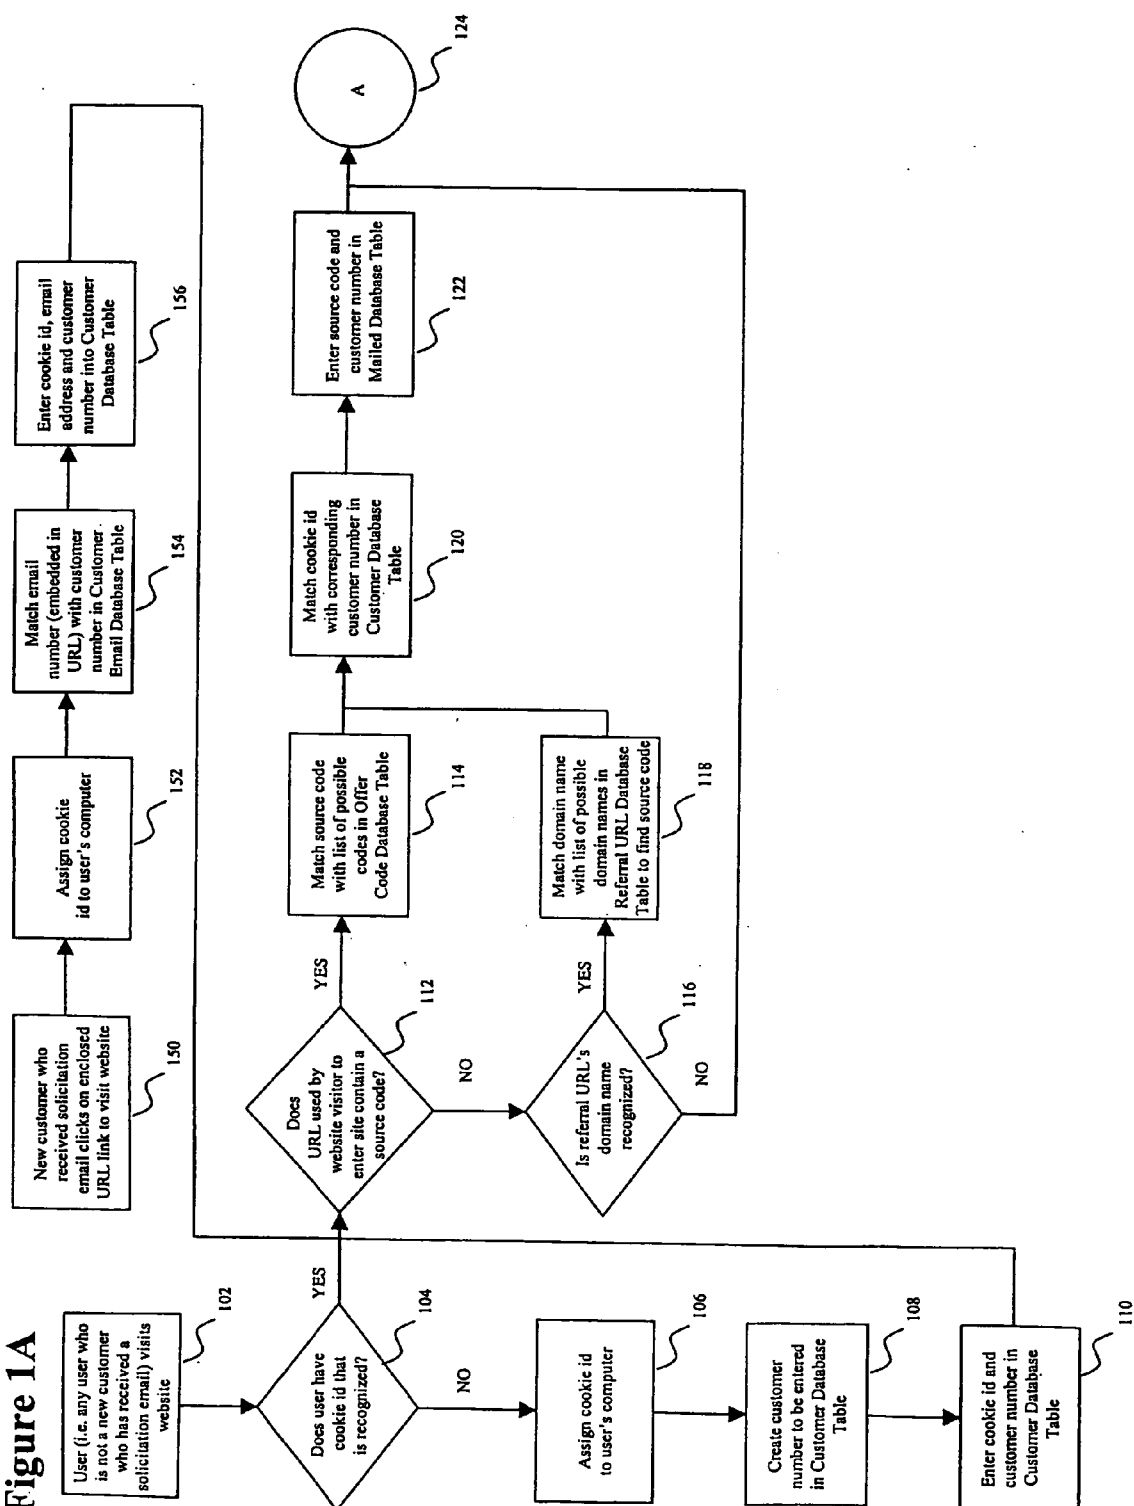 Figure 1A
User (i.e. any user who
is not a new customer
who has received a
solicitation email) visits
website
102
Does user have
cookie id that
is recognized?
104
YES
NO
Assign cookie id
to user's computer
106
Create customer
number to be entered
in Customer Database
Table
108
Enter cookie id and
customer number in
Customer Database
Table
110
New customer who
received solicitation
email clicks on enclosed
URL link to visit website
150
Assign cookie
id to user's computer
152
Match email
number (embedded in
URL) with customer
number in Customer
Email Database Table
154
Enter cookie id, email
address and customer
number into Customer
Database Table
156
Does
URL used by
website visitor to
enter site contain a
source code?
112
YES
NO
Match source code
with list of possible
codes in Offer
Code Database Table
114
Is referral URL's
domain name
recognized?
116
YES
NO
Match domain name
with list of possible
domain names in
Referral URL Database
Table to find source code
118
Match cookie id
with corresponding
customer number in
Customer Database
Table
120
Enter source code and
customer number in
Mailed Database Table
122
A
124